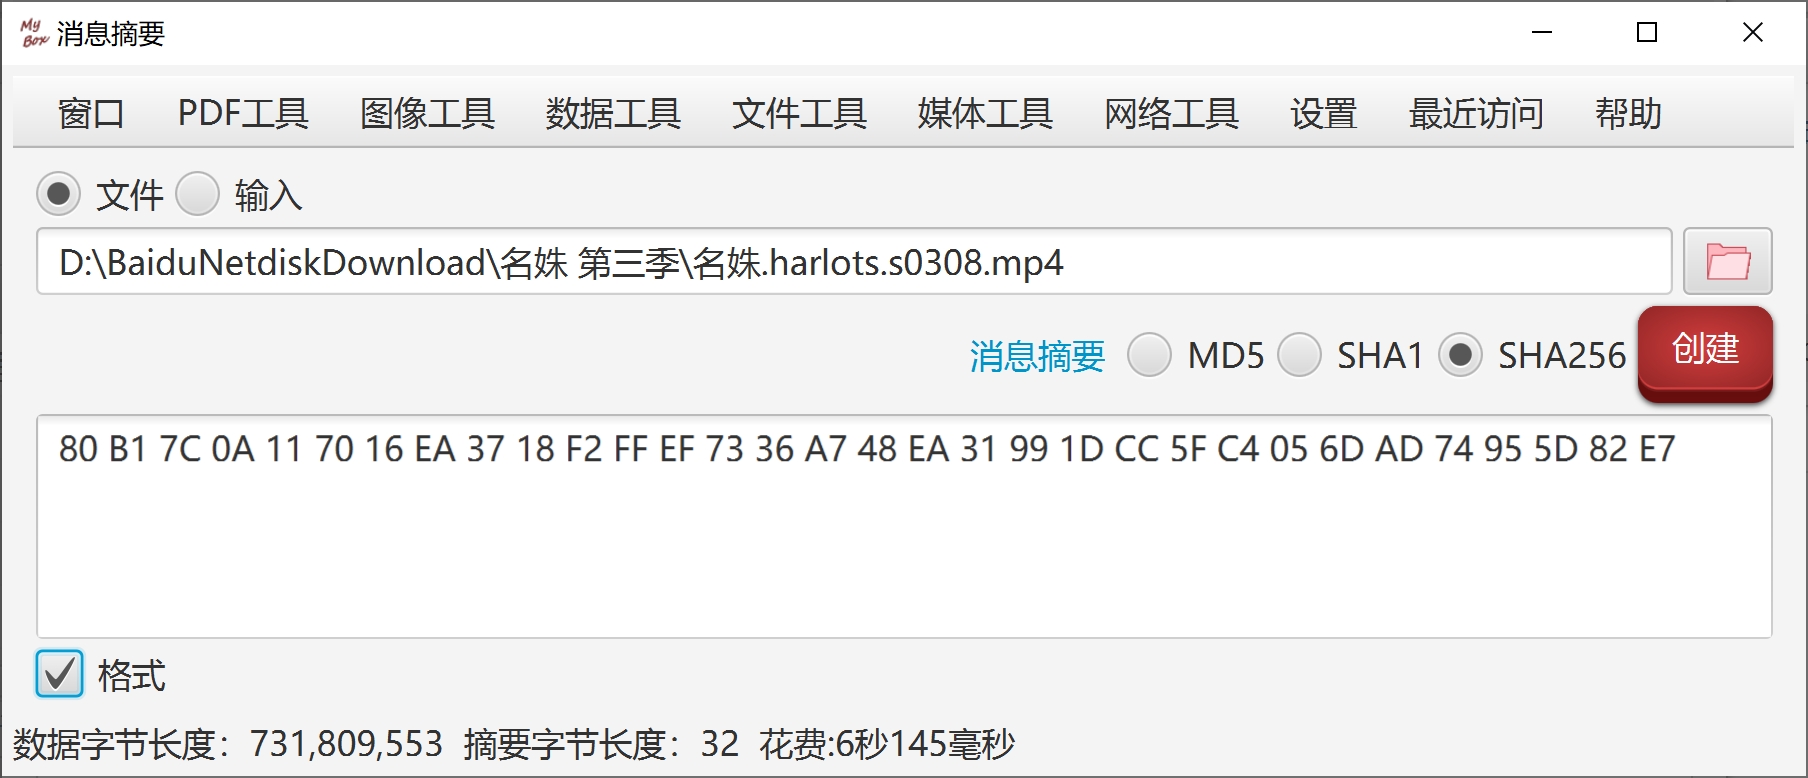 My Box 消息摘要
窗口 PDF工具 图像工具 数据工具 文件工具 媒体工具 网络工具 设置 最近访问 帮助
文件 输入
D:\BaiduNetdiskDownload\名姝 第三季\名姝.harlots.s0308.mp4
消息摘要 MD5 SHA1 SHA256 创建
80 B1 7C 0A 11 70 16 EA 37 18 F2 FF EF 73 36 A7 48 EA 31 99 1D CC 5F C4 05 6D AD 74 95 5D 82 E7
格式
数据字节长度：731,809,553 摘要字节长度：32 花费:6秒145毫秒